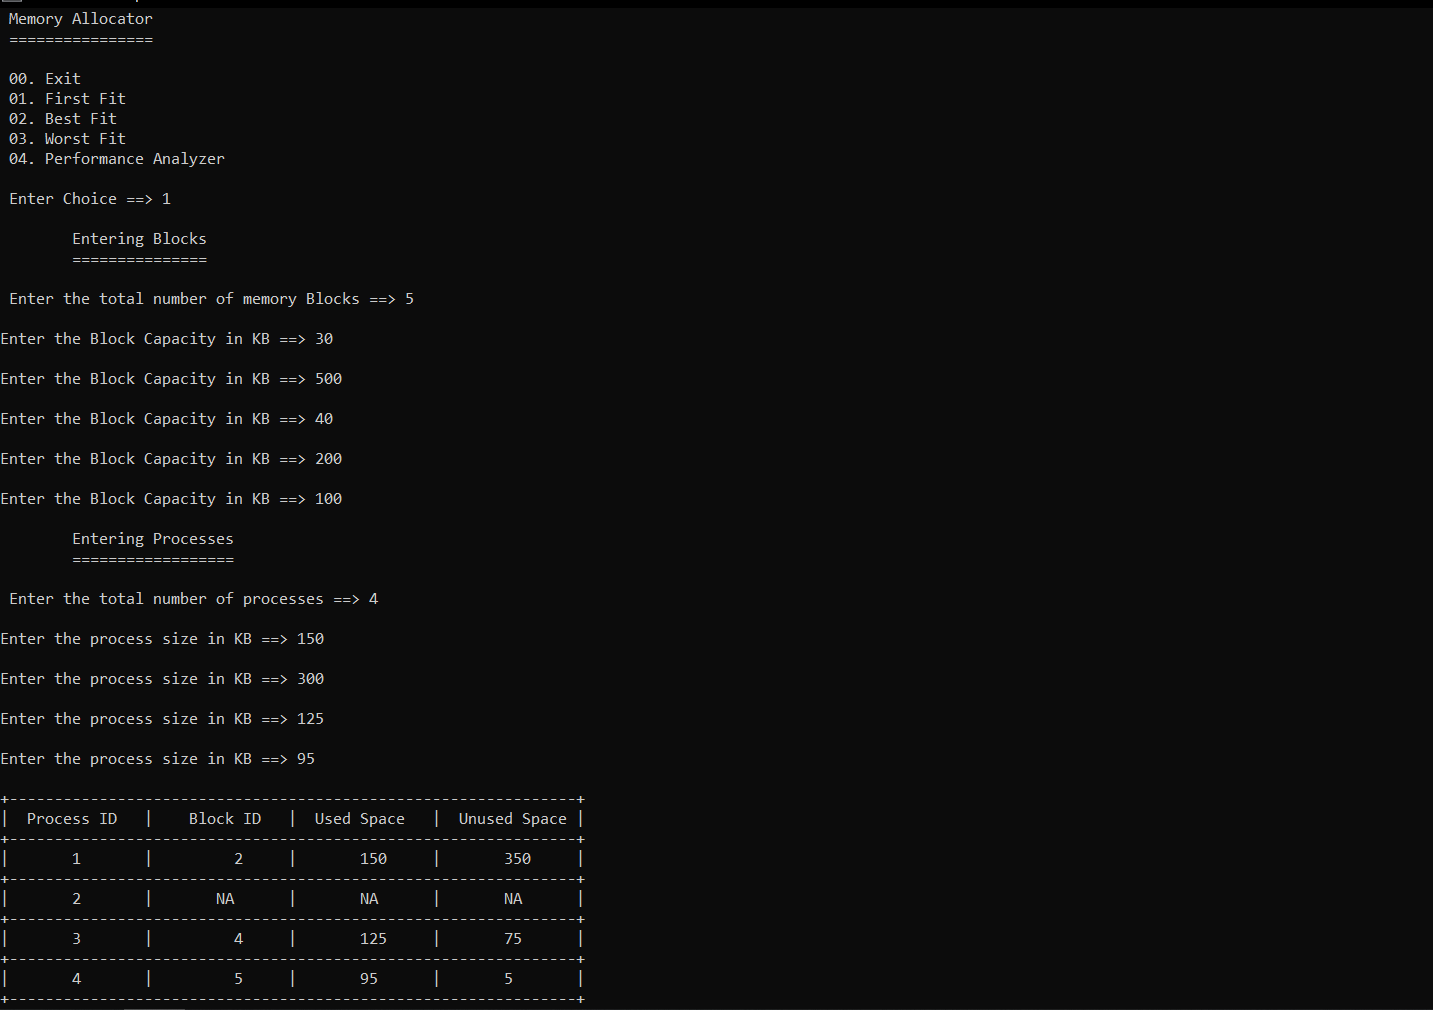 Memory Allocator
================
00. Exit
01. First Fit
02. Best Fit
03. Worst Fit
04. Performance Analyzer
Enter Choice ==> 1
Entering Blocks
===============
Enter the total number of memory Blocks ==> 5
Enter the Block Capacity in KB ==> 30
Enter the Block Capacity in KB ==> 500
Enter the Block Capacity in KB ==> 40
Enter the Block Capacity in KB ==> 200
Enter the Block Capacity in KB ==> 100
Entering Processes
==================
Enter the total number of processes ==> 4
Enter the process size in KB ==> 150
Enter the process size in KB ==> 300
Enter the process size in KB ==> 125
Enter the process size in KB ==> 95
+---------------------------------------------------------------+
|  Process ID   |    Block ID   |  Used Space   |  Unused Space |
+---------------------------------------------------------------+
|       1       |         2     |       150     |       350     |
+---------------------------------------------------------------+
|       2       |       NA      |       NA      |       NA      |
+---------------------------------------------------------------+
|       3       |         4     |       125     |       75      |
+---------------------------------------------------------------+
|       4       |         5     |       95      |       5       |
+---------------------------------------------------------------+